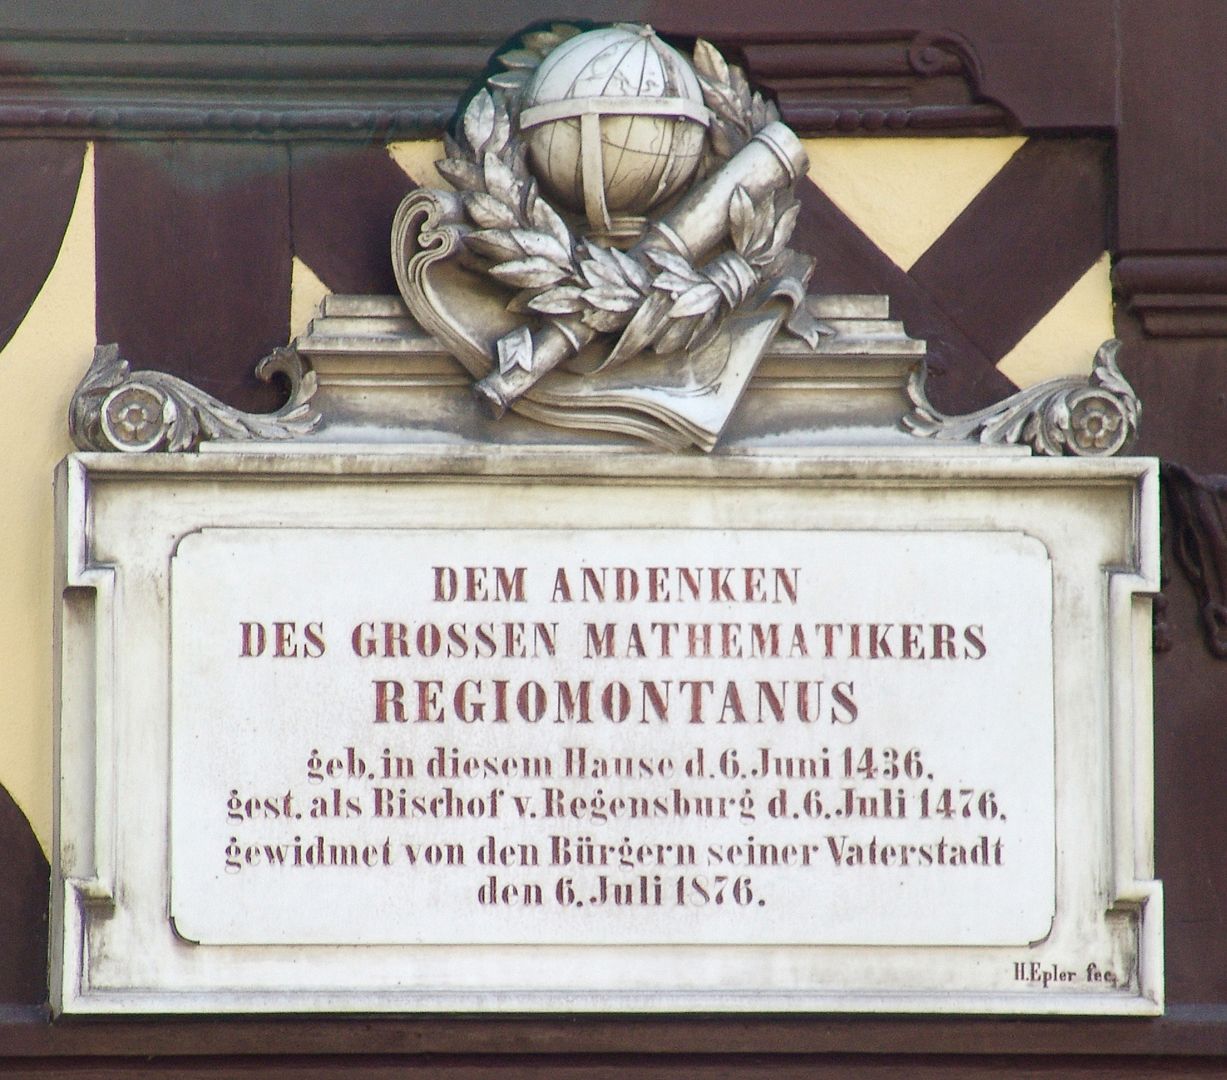 DEM ANDENKEN
DES GROSSEN MATHEMATIKERS
REGIOMONTANUS
geb. in diesem Hause d. 6. Juni 1436.
gest. als Bischof v. Regensburg d. 6. Juli 1476.
gewidmet von den Bürgern seiner Vaterstadt
den 6. Juli 1876.
H. Epler fec.